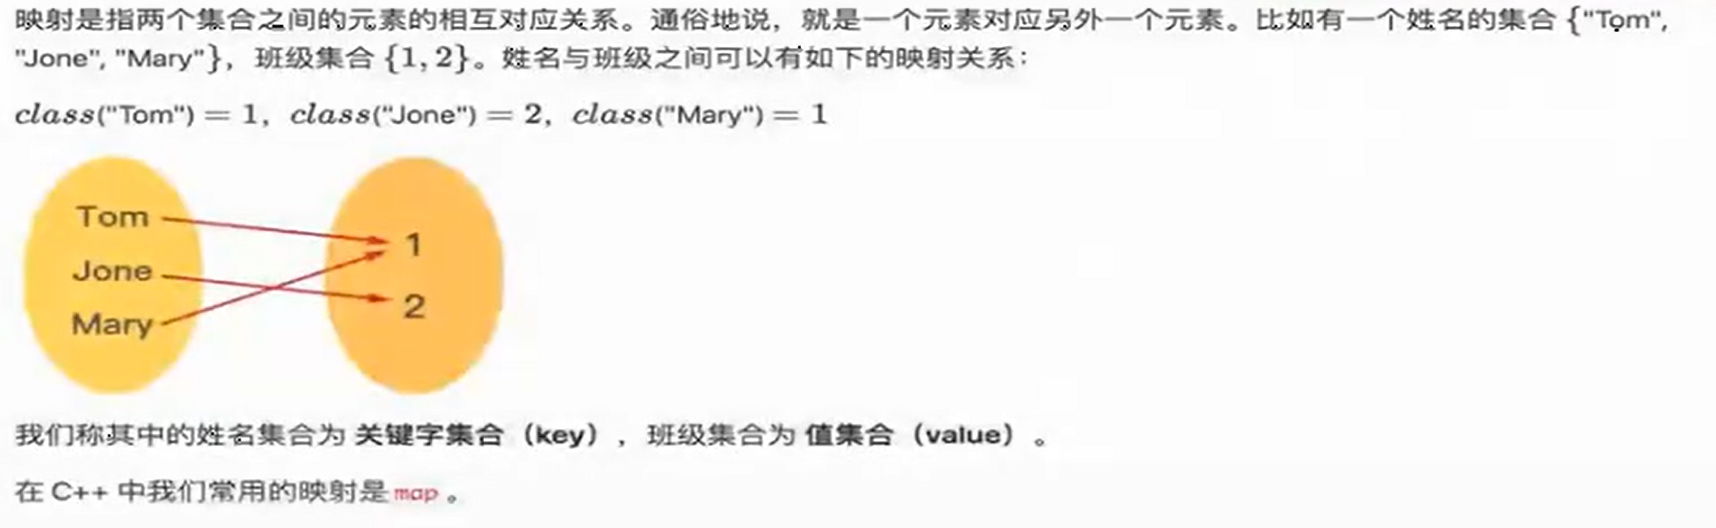 映射是指两个集合之间的元素的相互对应关系。通俗地说，就是一个元素对应另外一个元素。比如有一个姓名的集合 {"Tom",
"Jone", "Mary"}，班级集合 {1, 2}。姓名与班级之间可以有如下的映射关系：
class("Tom") = 1, class("Jone") = 2, class("Mary") = 1
Tom
Jone
Mary
1
2
我们称其中的姓名集合为 关键字集合（key），班级集合为 值集合（value）。
在 C++ 中我们常用的映射是 map 。